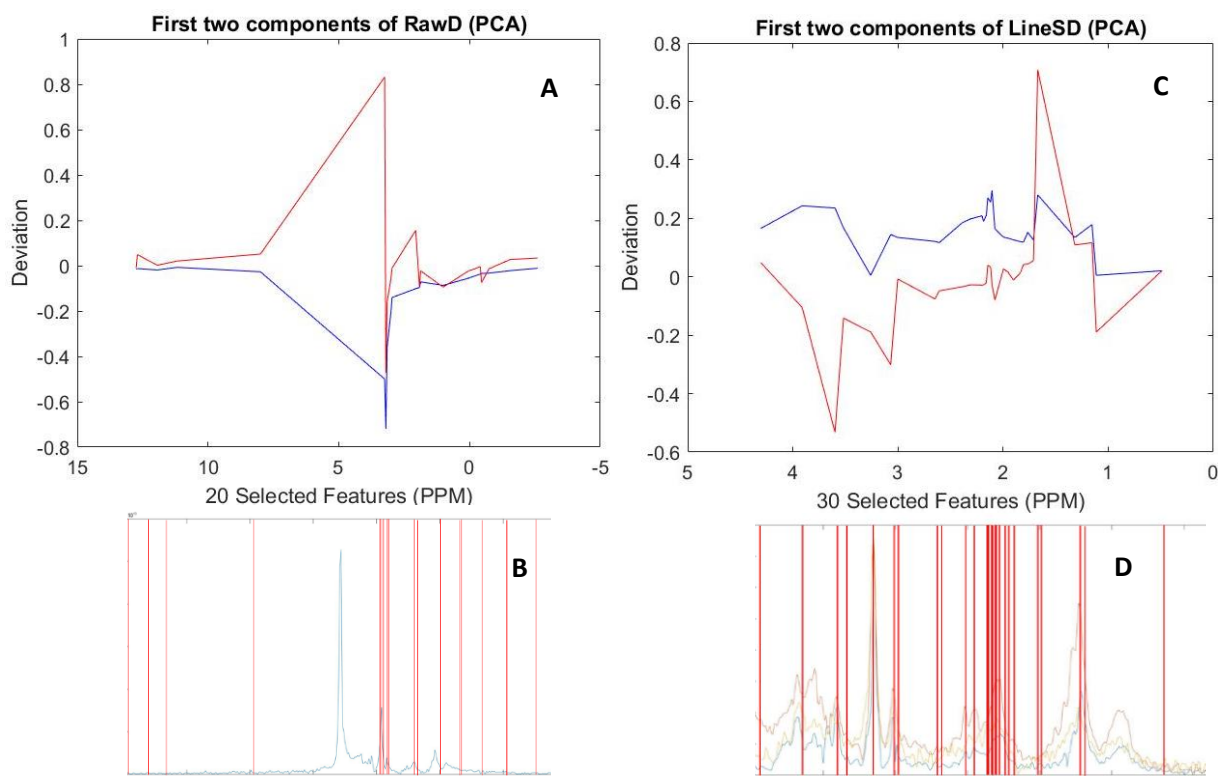 First two components of RawD (PCA)
1
0.8
0.6
0.4
0.2
0
-0.2
-0.4
-0.6
-0.8
Deviation
A
15
10
5
0
-5
20 Selected Features (PPM)
B
First two components of LineSD (PCA)
0.8
0.6
0.4
0.2
0
-0.2
-0.4
-0.6
Deviation
C
5
4
3
2
1
0
30 Selected Features (PPM)
D